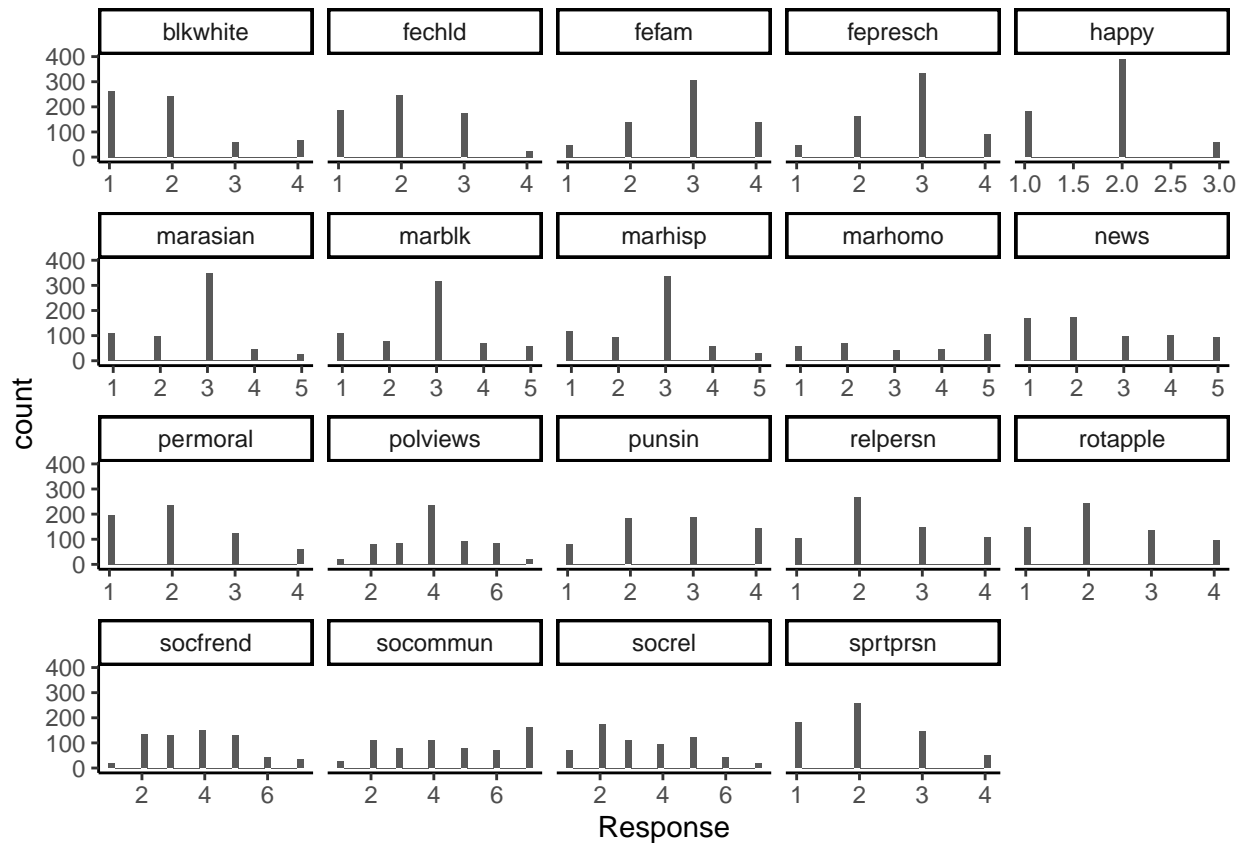 blkwhite fechld fefam fepresch happy
400
300
200
100
0
1 2 3 4 1 2 3 4 1 2 3 4 1 2 3 4 1.0 1.5 2.0 2.5 3.0
marasian marblk marhisp marhomo news
400
300
200
100
0
1 2 3 4 5 1 2 3 4 5 1 2 3 4 5 1 2 3 4 5 1 2 3 4 5
count
permoral polviews punsin relpersn rotapple
400
300
200
100
0
1 2 3 4 2 4 6 1 2 3 4 1 2 3 4 1 2 3 4
socfrend socommun socrel sprtprsn
400
300
200
100
0
2 4 6 2 4 6 2 4 6 1 2 3 4
Response